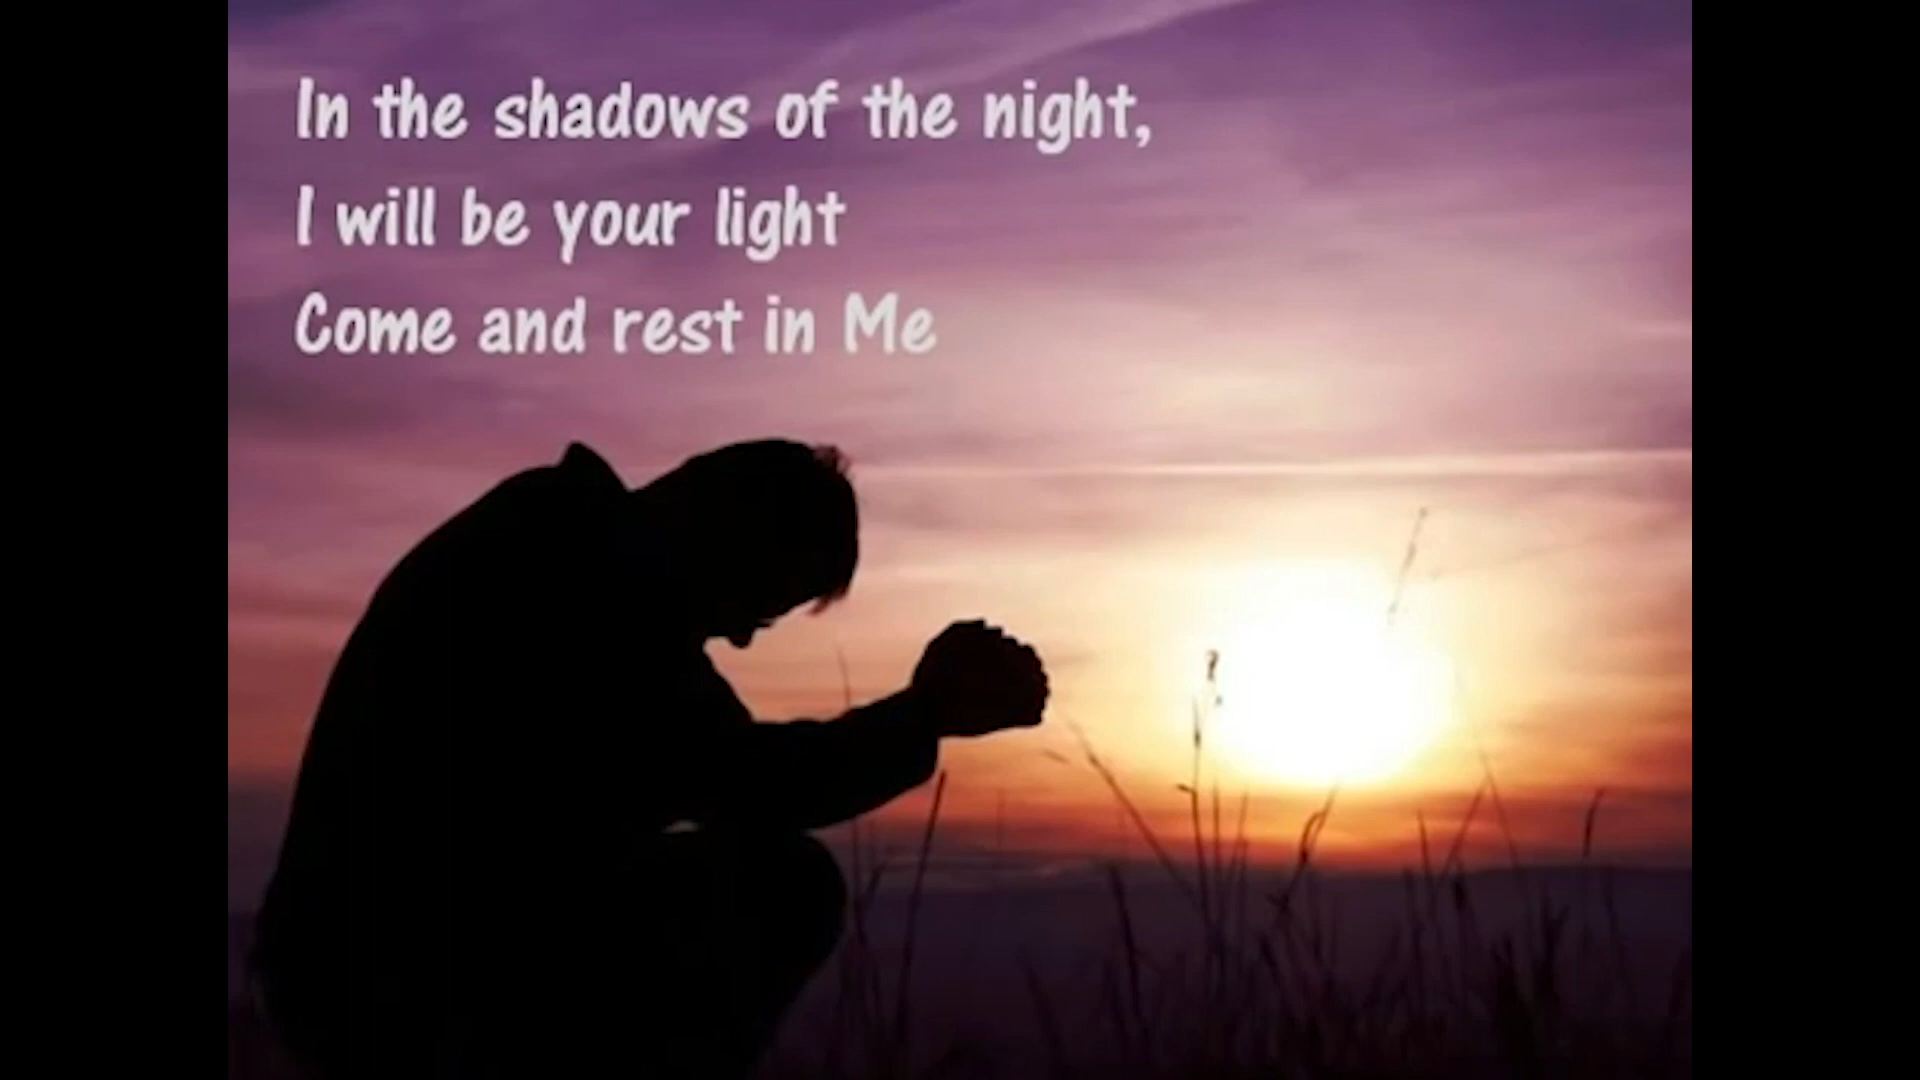 In the shadows of the night,
I will be your light
Come and rest in Me